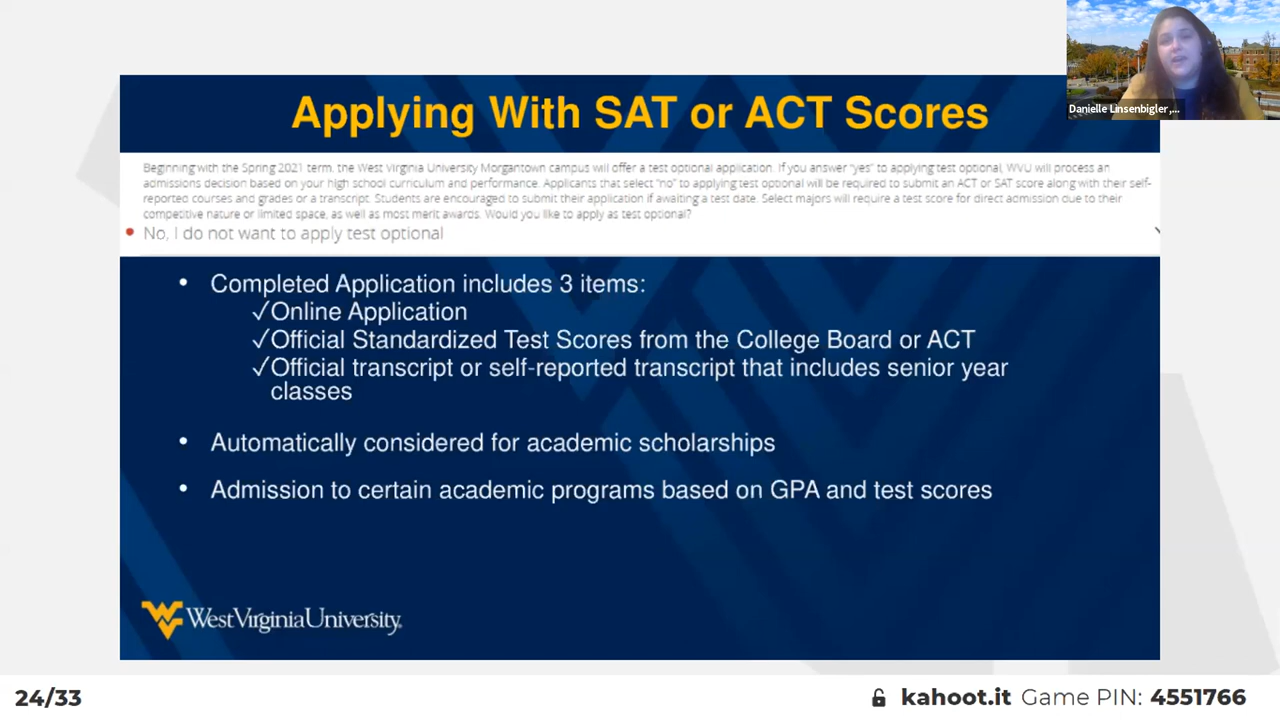 Danielle Linsenbigler,...
Applying With SAT or ACT Scores
Beginning with the Spring 2021 term, the West Virginia University Morgantown campus will offer a test optional application. If you answer "yes" to applying test optional, WVU will process an
admissions decision based on your high school curriculum and performance. Applicants that select "no" to applying test optional will be required to submit an ACT or SAT score along with their self-
reported courses and grades or a transcript. Students are encouraged to submit their application if awaiting a test date. Select majors will require a test score for direct admission due to their
competitive nature or limited space, as well as most merit awards. Would you like to apply as test optional?
No, I do not want to apply test optional
• Completed Application includes 3 items:
✓Online Application
✓Official Standardized Test Scores from the College Board or ACT
✓Official transcript or self-reported transcript that includes senior year
classes
• Automatically considered for academic scholarships
• Admission to certain academic programs based on GPA and test scores
WestVirginiaUniversity.
24/33
kahoot.it Game PIN: 4551766